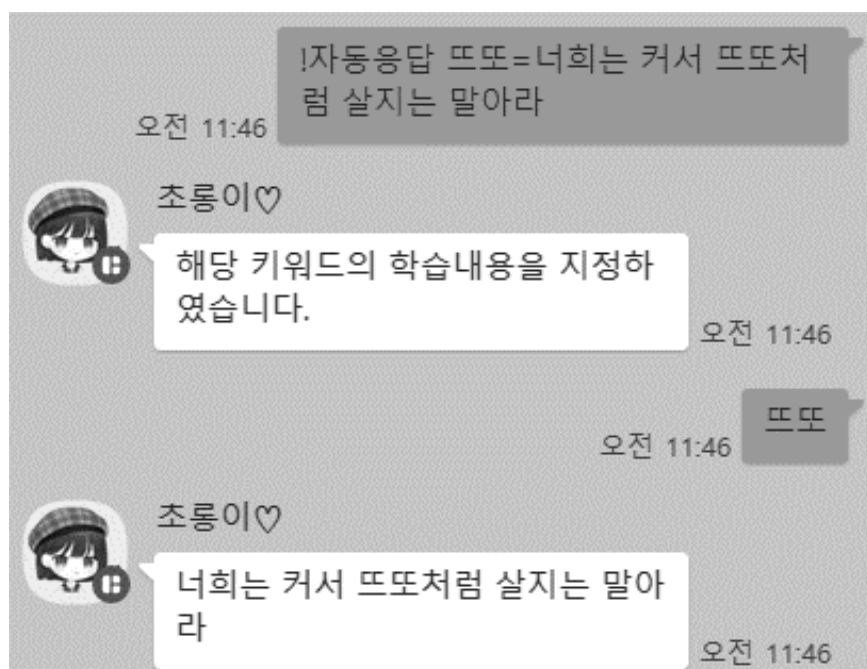 !자동응답 뜨또=너희는 커서 뜨또처
럼 살지는 말아라
오전 11:46
초롱이♡
해당 키워드의 학습내용을 지정하
였습니다.
오전 11:46
뜨또
오전 11:46
초롱이♡
너희는 커서 뜨또처럼 살지는 말아
라
오전 11:46